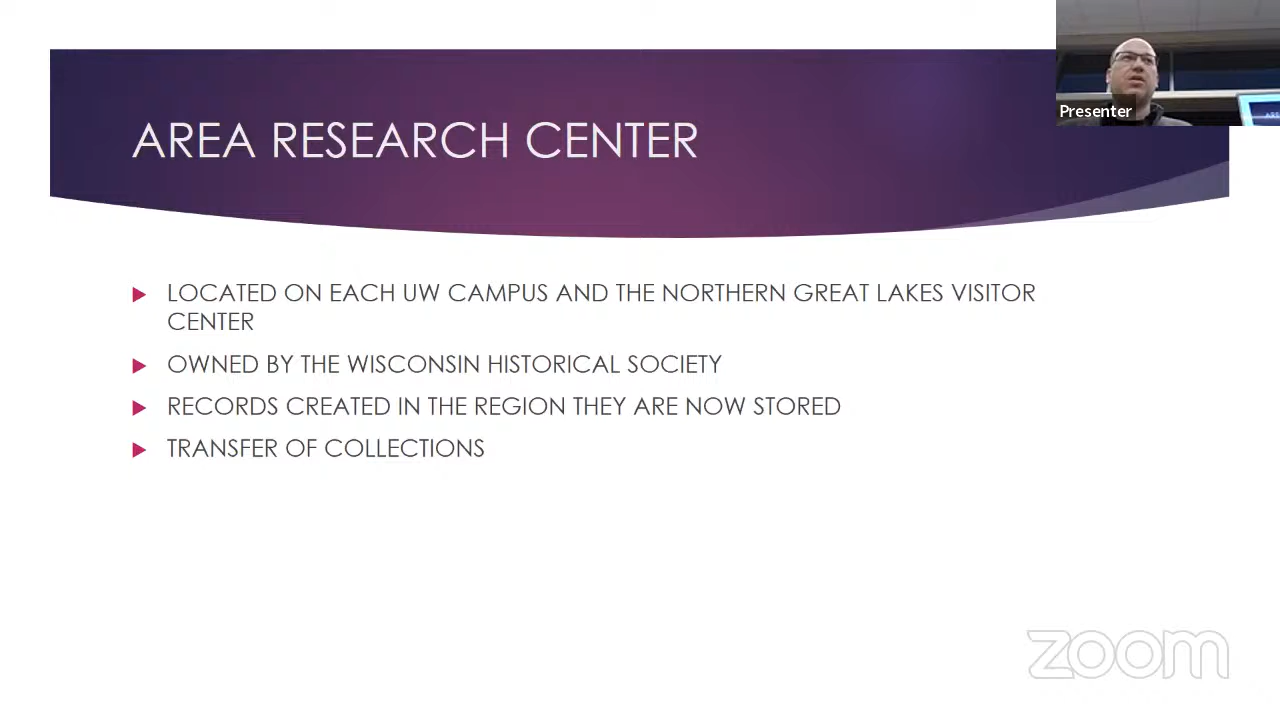 Presenter
AREA RESEARCH CENTER
LOCATED ON EACH UW CAMPUS AND THE NORTHERN GREAT LAKES VISITOR
CENTER
OWNED BY THE WISCONSIN HISTORICAL SOCIETY
RECORDS CREATED IN THE REGION THEY ARE NOW STORED
TRANSFER OF COLLECTIONS
zoom